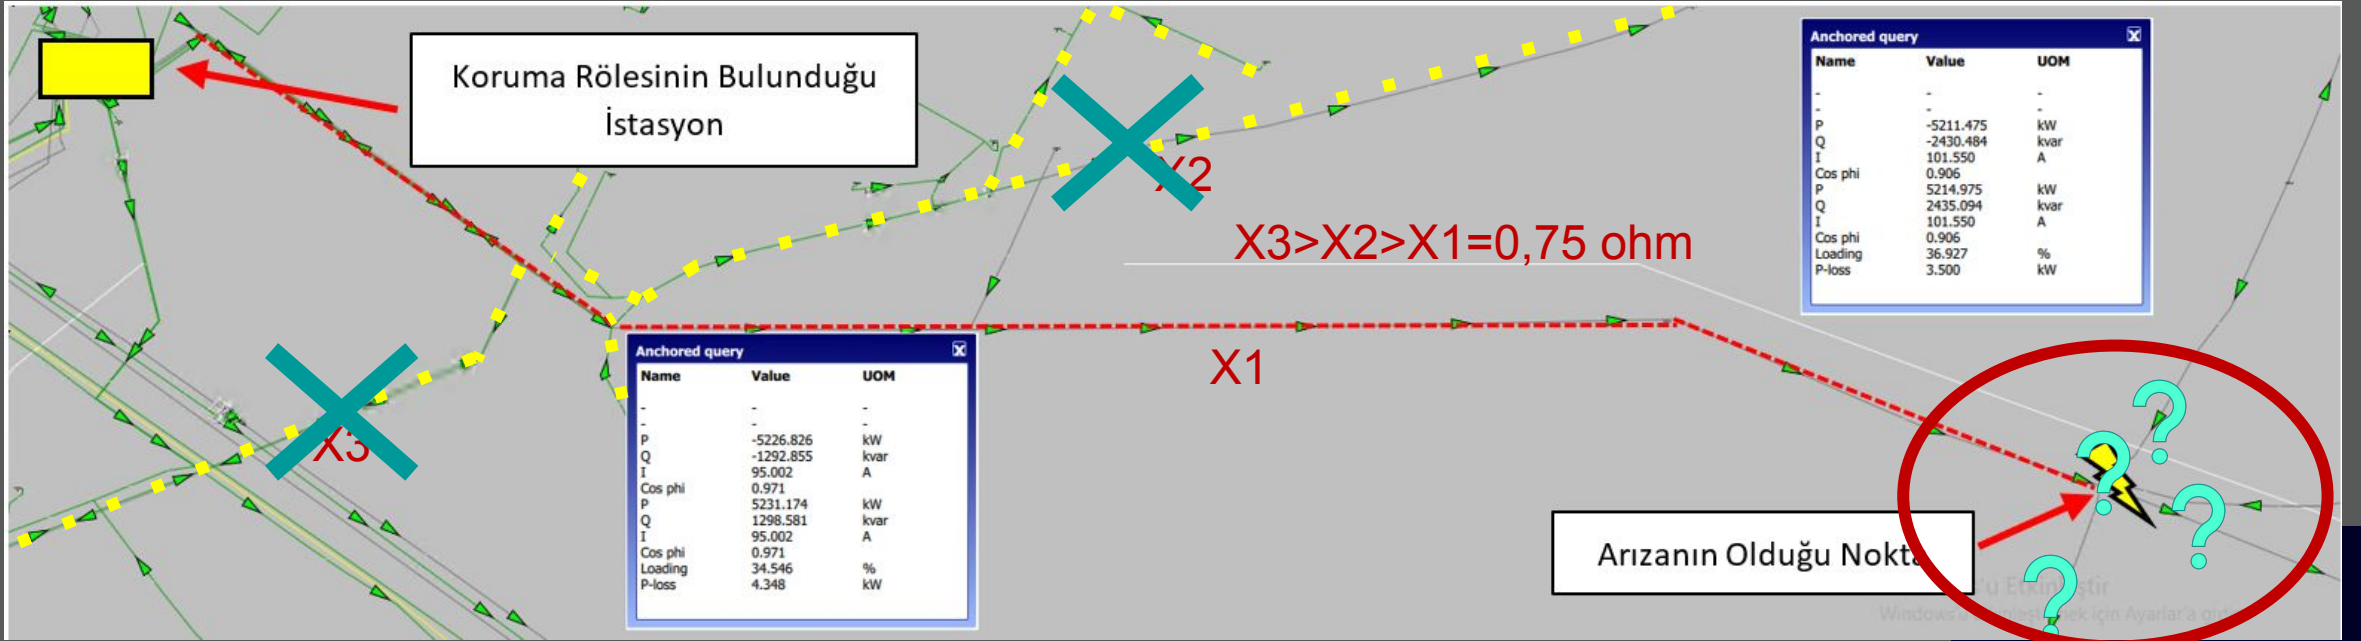 Koruma Rölesinin Bulunduğu
İstasyon
X2
X3>X2>X1=0,75 ohm
X1
X3
Anchored query
Name Value UOM
- - -
- - -
P -5211.475 kW
Q -2430.484 kvar
I 101.550 A
Cos phi 0.906
P 5214.975 kW
Q 2435.094 kvar
I 101.550 A
Cos phi 0.906
Loading 36.927 %
P-loss 3.500 kW
Anchored query
Name Value UOM
- - -
- - -
P -5226.826 kW
Q -1292.855 kvar
I 95.002 A
Cos phi 0.971
P 5231.174 kW
Q 1298.581 kvar
I 95.002 A
Cos phi 0.971
Loading 34.546 %
P-loss 4.348 kW
Arızanın Olduğu Nokta
? ? ? ?